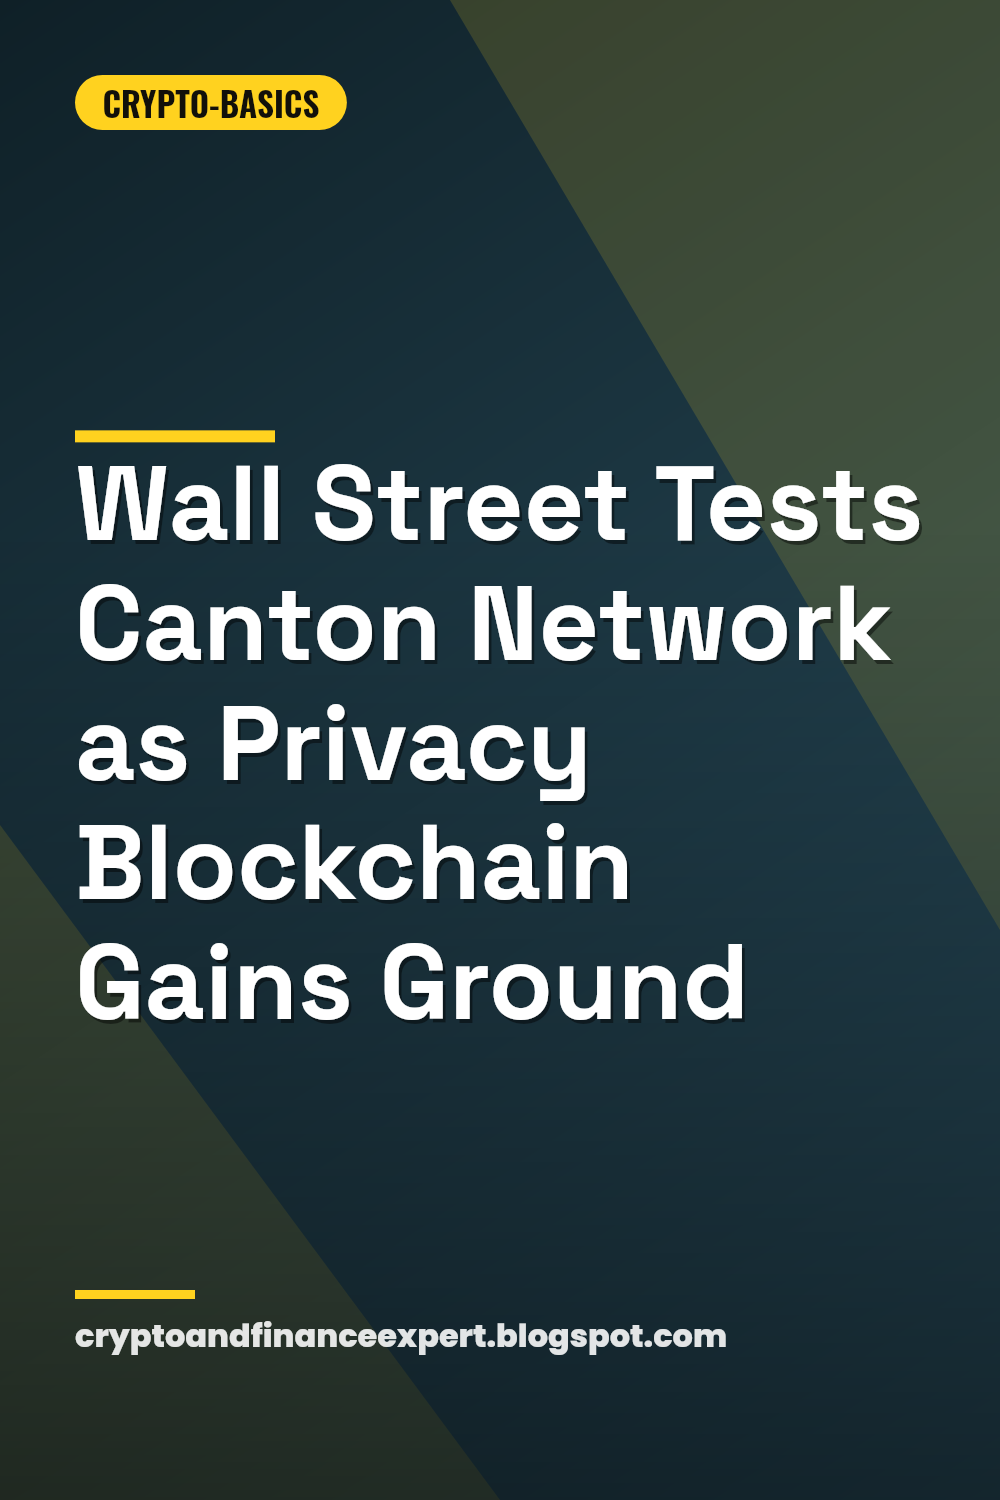 CRYPTO-BASICS
Wall Street Tests
Canton Network
as Privacy
Blockchain
Gains Ground
cryptoandfinanceexpert.blogspot.com